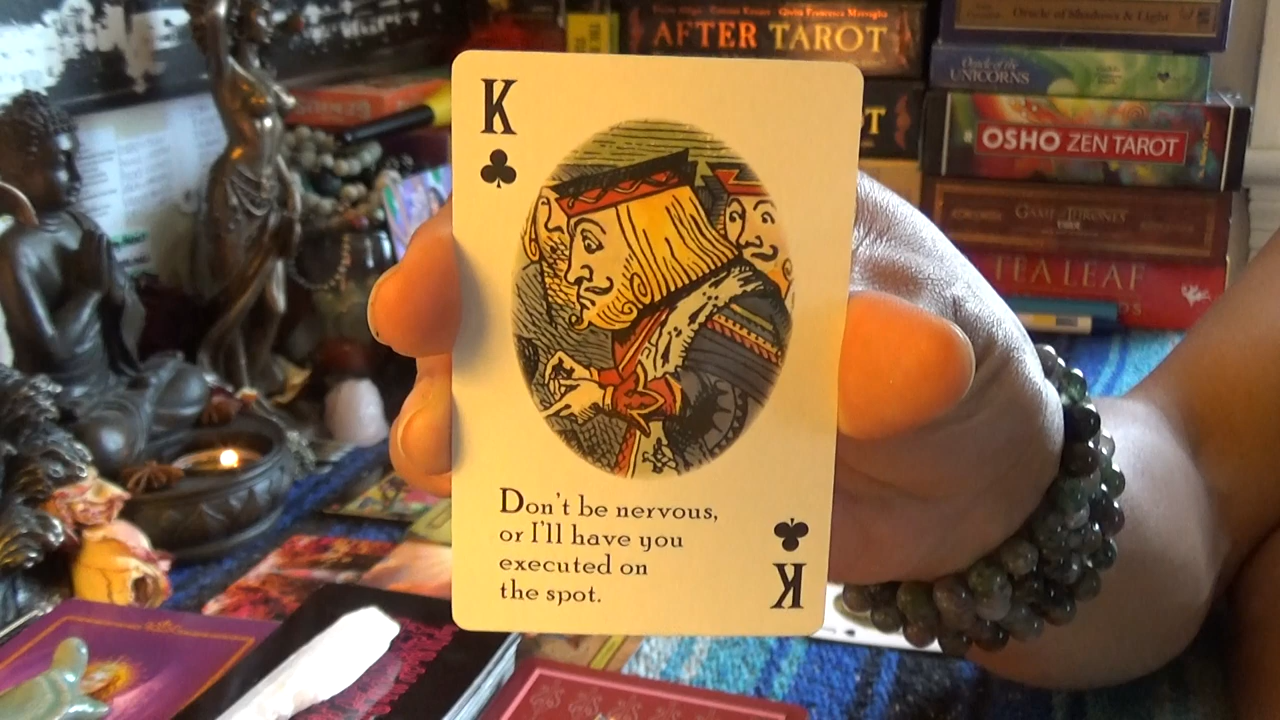 AFTER TAROT
Oracle of Shadows & Light
Oracle of the
UNICORNS
OSHO ZEN TAROT
GAME OF THRONES
TEA LEAF
K
Don't be nervous,
or I'll have you
executed on
the spot.
K